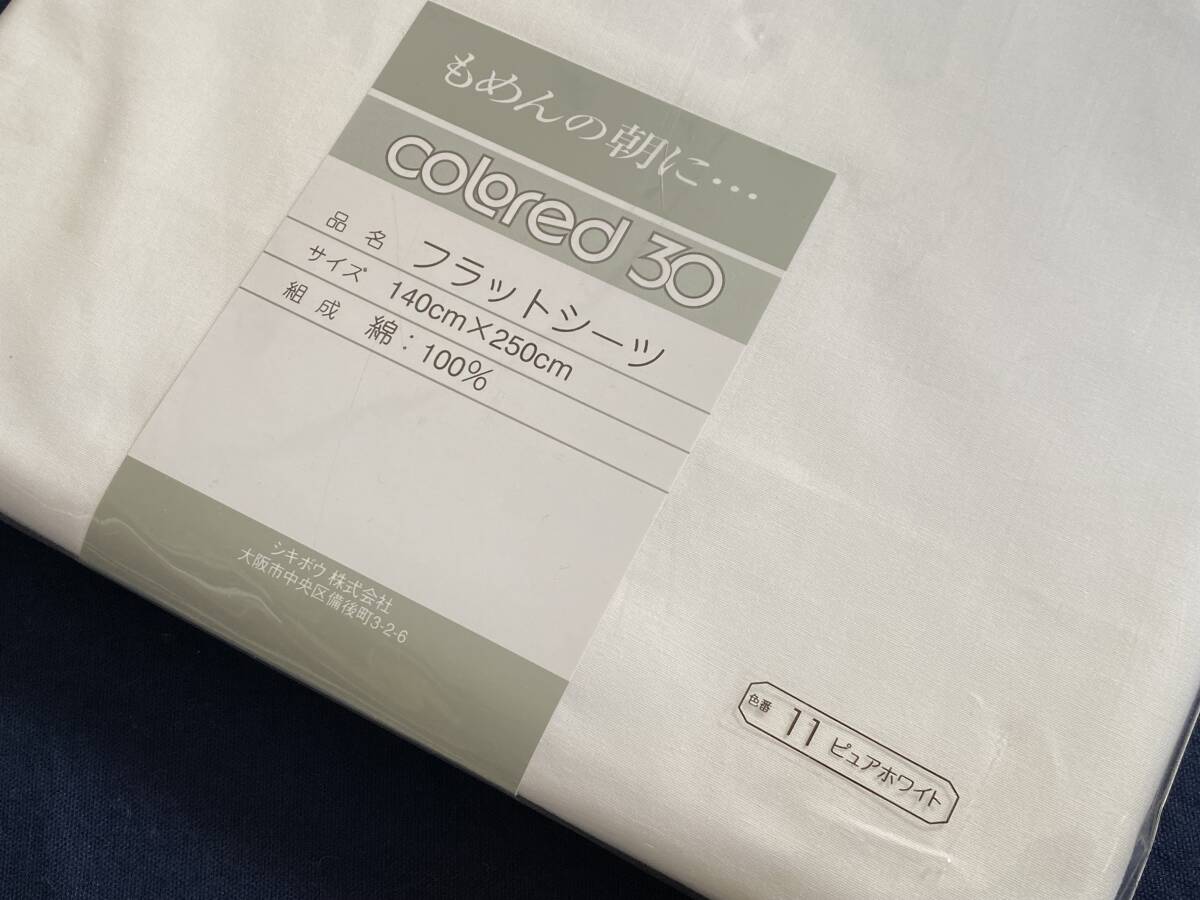 もめんの朝に…
colored 30
品名 フラットシーツ
サイズ 140cm×250cm
組成 綿：100%
シキボウ 株式会社
大阪市中央区備後町3-2-6
色番 11 ピュアホワイト